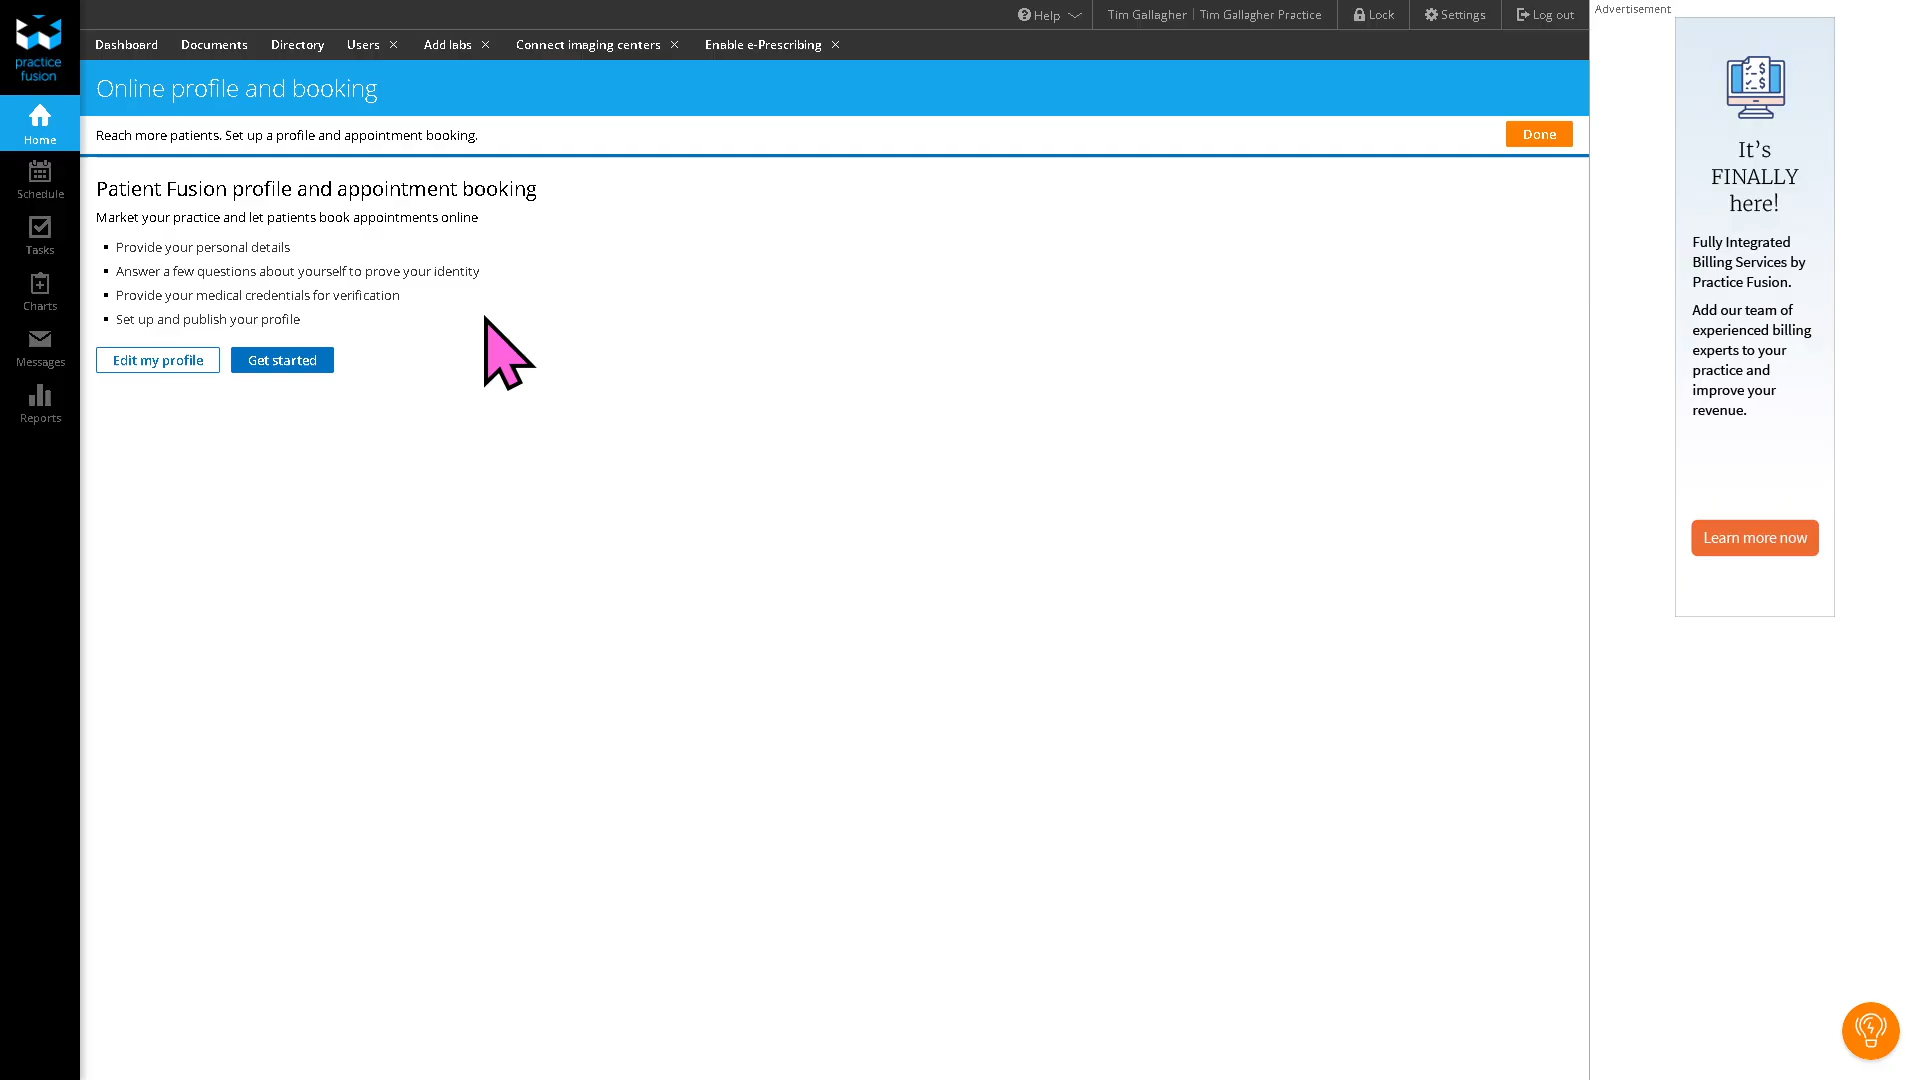 Help
Tim Gallagher
Tim Gallagher Practice
Lock
Settings
Log out
Advertisement
practice
fusion
Dashboard
Documents
Directory
Users
Add labs
Connect imaging centers
Enable e-Prescribing
Online profile and booking
Reach more patients. Set up a profile and appointment booking.
Done
Home
Schedule
Tasks
Charts
Messages
Reports
Patient Fusion profile and appointment booking
Market your practice and let patients book appointments online
Provide your personal details
Answer a few questions about yourself to prove your identity
Provide your medical credentials for verification
Set up and publish your profile
Edit my profile
Get started
It’s
FINALLY
here!
Fully Integrated
Billing Services by
Practice Fusion.
Add our team of
experienced billing
experts to your
practice and
improve your
revenue.
Learn more now